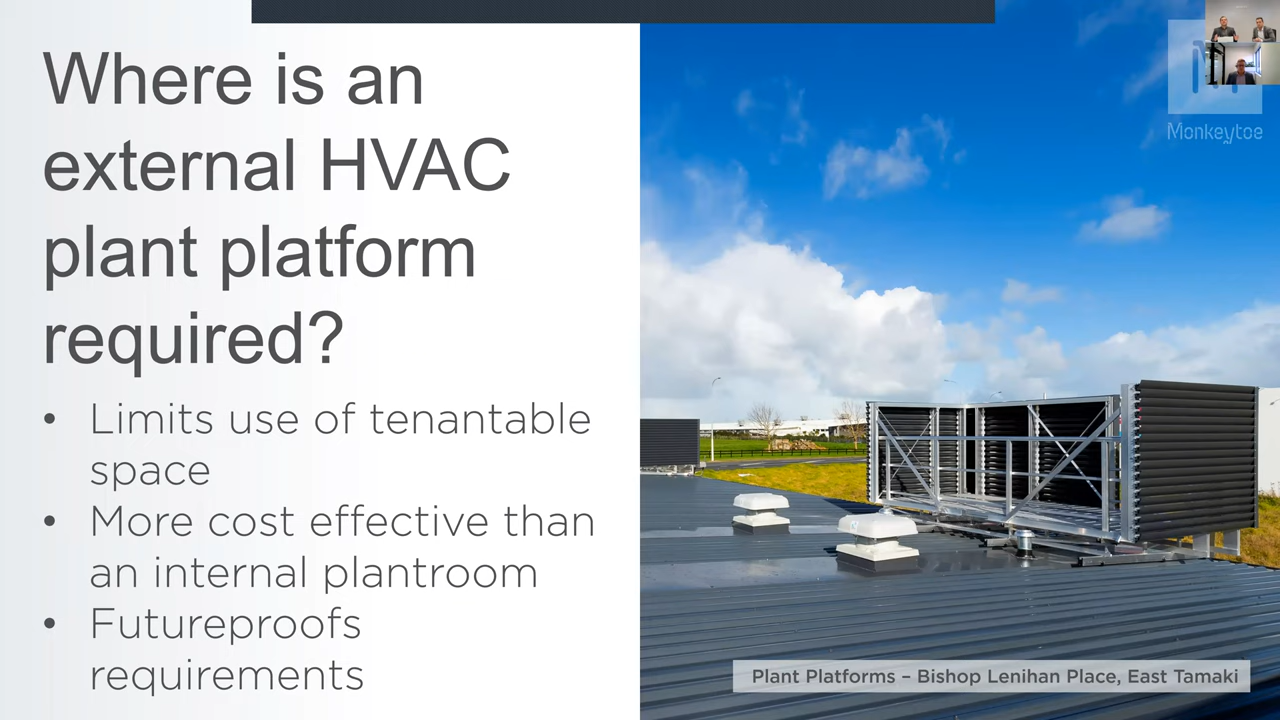 Where is an
external HVAC
plant platform
required?
• Limits use of tenantable
space
• More cost effective than
an internal plantroom
• Futureproofs
requirements
Monkeytoe
Plant Platforms – Bishop Lenihan Place, East Tamaki